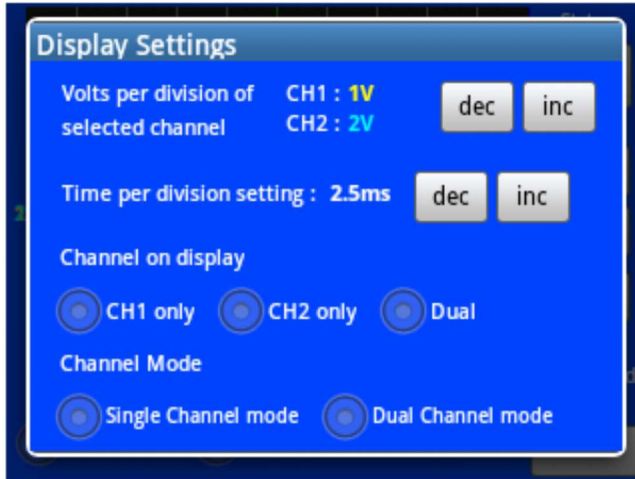 Display Settings
Volts per division of CH1 : 1V dec inc
selected channel CH2 : 2V
Time per division setting : 2.5ms dec inc
Channel on display
CH1 only CH2 only Dual
Channel Mode
Single Channel mode Dual Channel mode